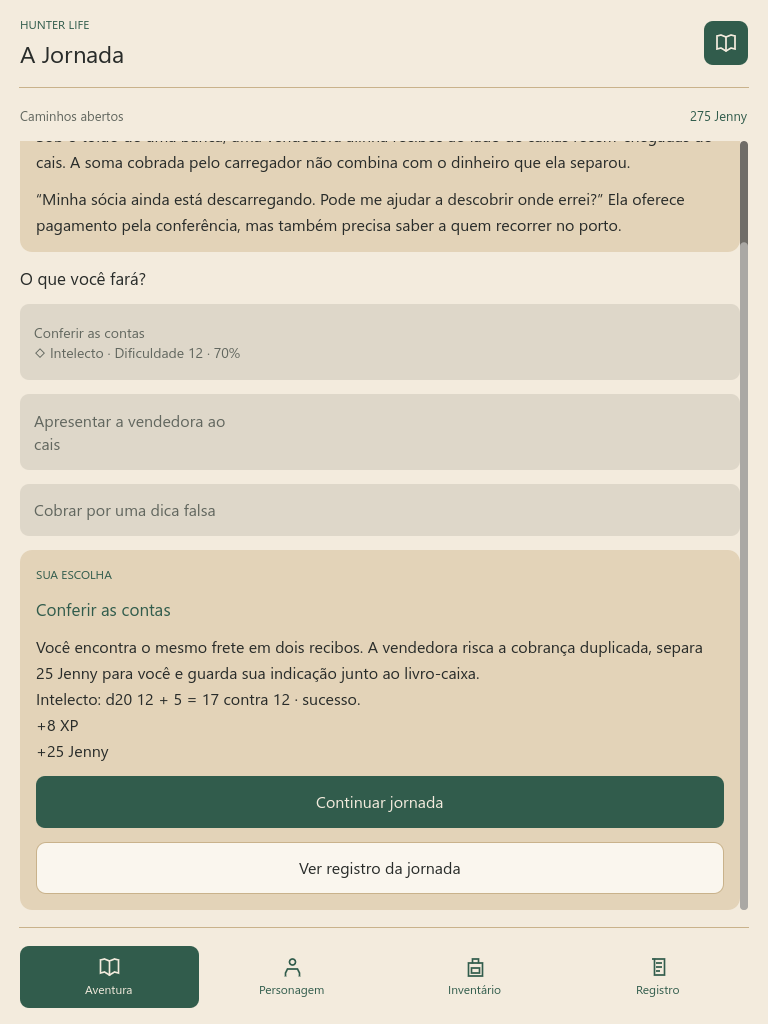 HUNTER LIFE
A Jornada
Caminhos abertos
275 Jenny
cais. A soma cobrada pelo carregador não combina com o dinheiro que ela separou.
“Minha sócia ainda está descarregando. Pode me ajudar a descobrir onde errei?” Ela oferece
pagamento pela conferência, mas também precisa saber a quem recorrer no porto.
O que você fará?
Conferir as contas
◇ Intelecto · Dificuldade 12 · 70%
Apresentar a vendedora ao
cais
Cobrar por uma dica falsa
SUA ESCOLHA
Conferir as contas
Você encontra o mesmo frete em dois recibos. A vendedora risca a cobrança duplicada, separa
25 Jenny para você e guarda sua indicação junto ao livro-caixa.
Intelecto: d20 12 + 5 = 17 contra 12 · sucesso.
+8 XP
+25 Jenny
Continuar jornada
Ver registro da jornada
Aventura
Personagem
Inventário
Registro